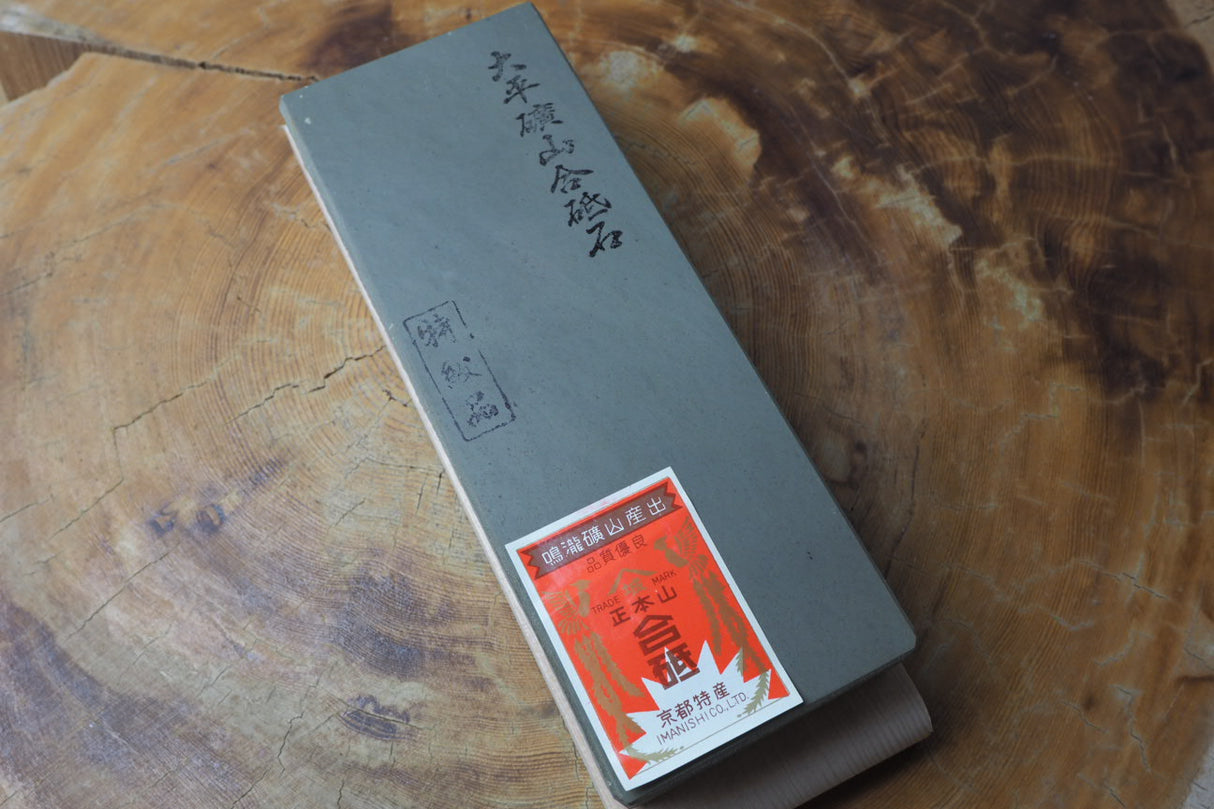 大平礦山合砥石
特級品
鳴瀧礦山産出
品質優良
TRADE MARK
正本山
合砥
京都特産
IMANISHI CO., LTD.